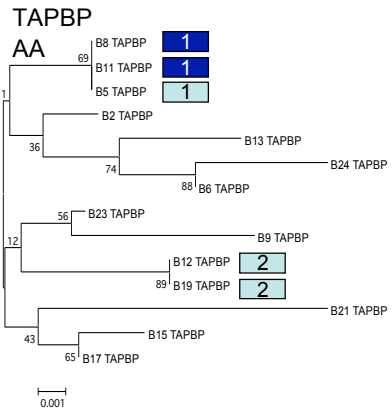 TAPBP
AA
B8 TAPBP 1
69
B11 TAPBP 1
B5 TAPBP 1
1
B2 TAPBP
36
B13 TAPBP
74
B24 TAPBP
88 B6 TAPBP
B23 TAPBP
56
12
B9 TAPBP
B12 TAPBP 2
89 B19 TAPBP 2
B21 TAPBP
43
B15 TAPBP
65 B17 TAPBP
0.001